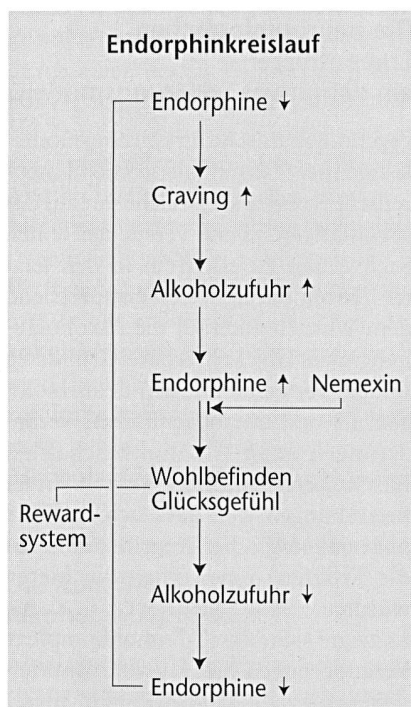 Endorphinkreislauf
Endorphine ↓
Craving ↑
Alkoholzufuhr ↑
Endorphine ↑ Nemexin
Wohlbefinden
Glücksgefühl
Reward-
system
Alkoholzufuhr ↓
Endorphine ↓